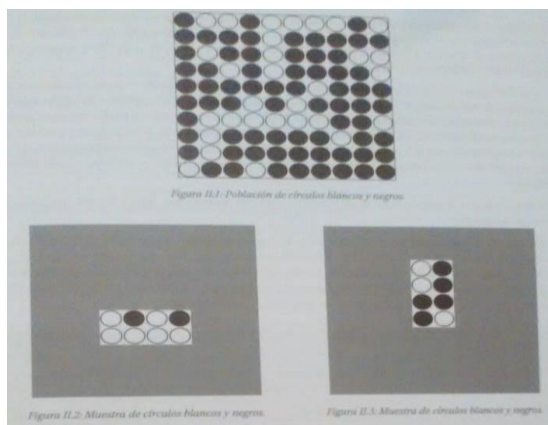 Figura II.1: Población de círculos blancos y negros.
Figura II.2: Muestra de círculos blancos y negros.
Figura II.3: Muestra de círculos blancos y negros